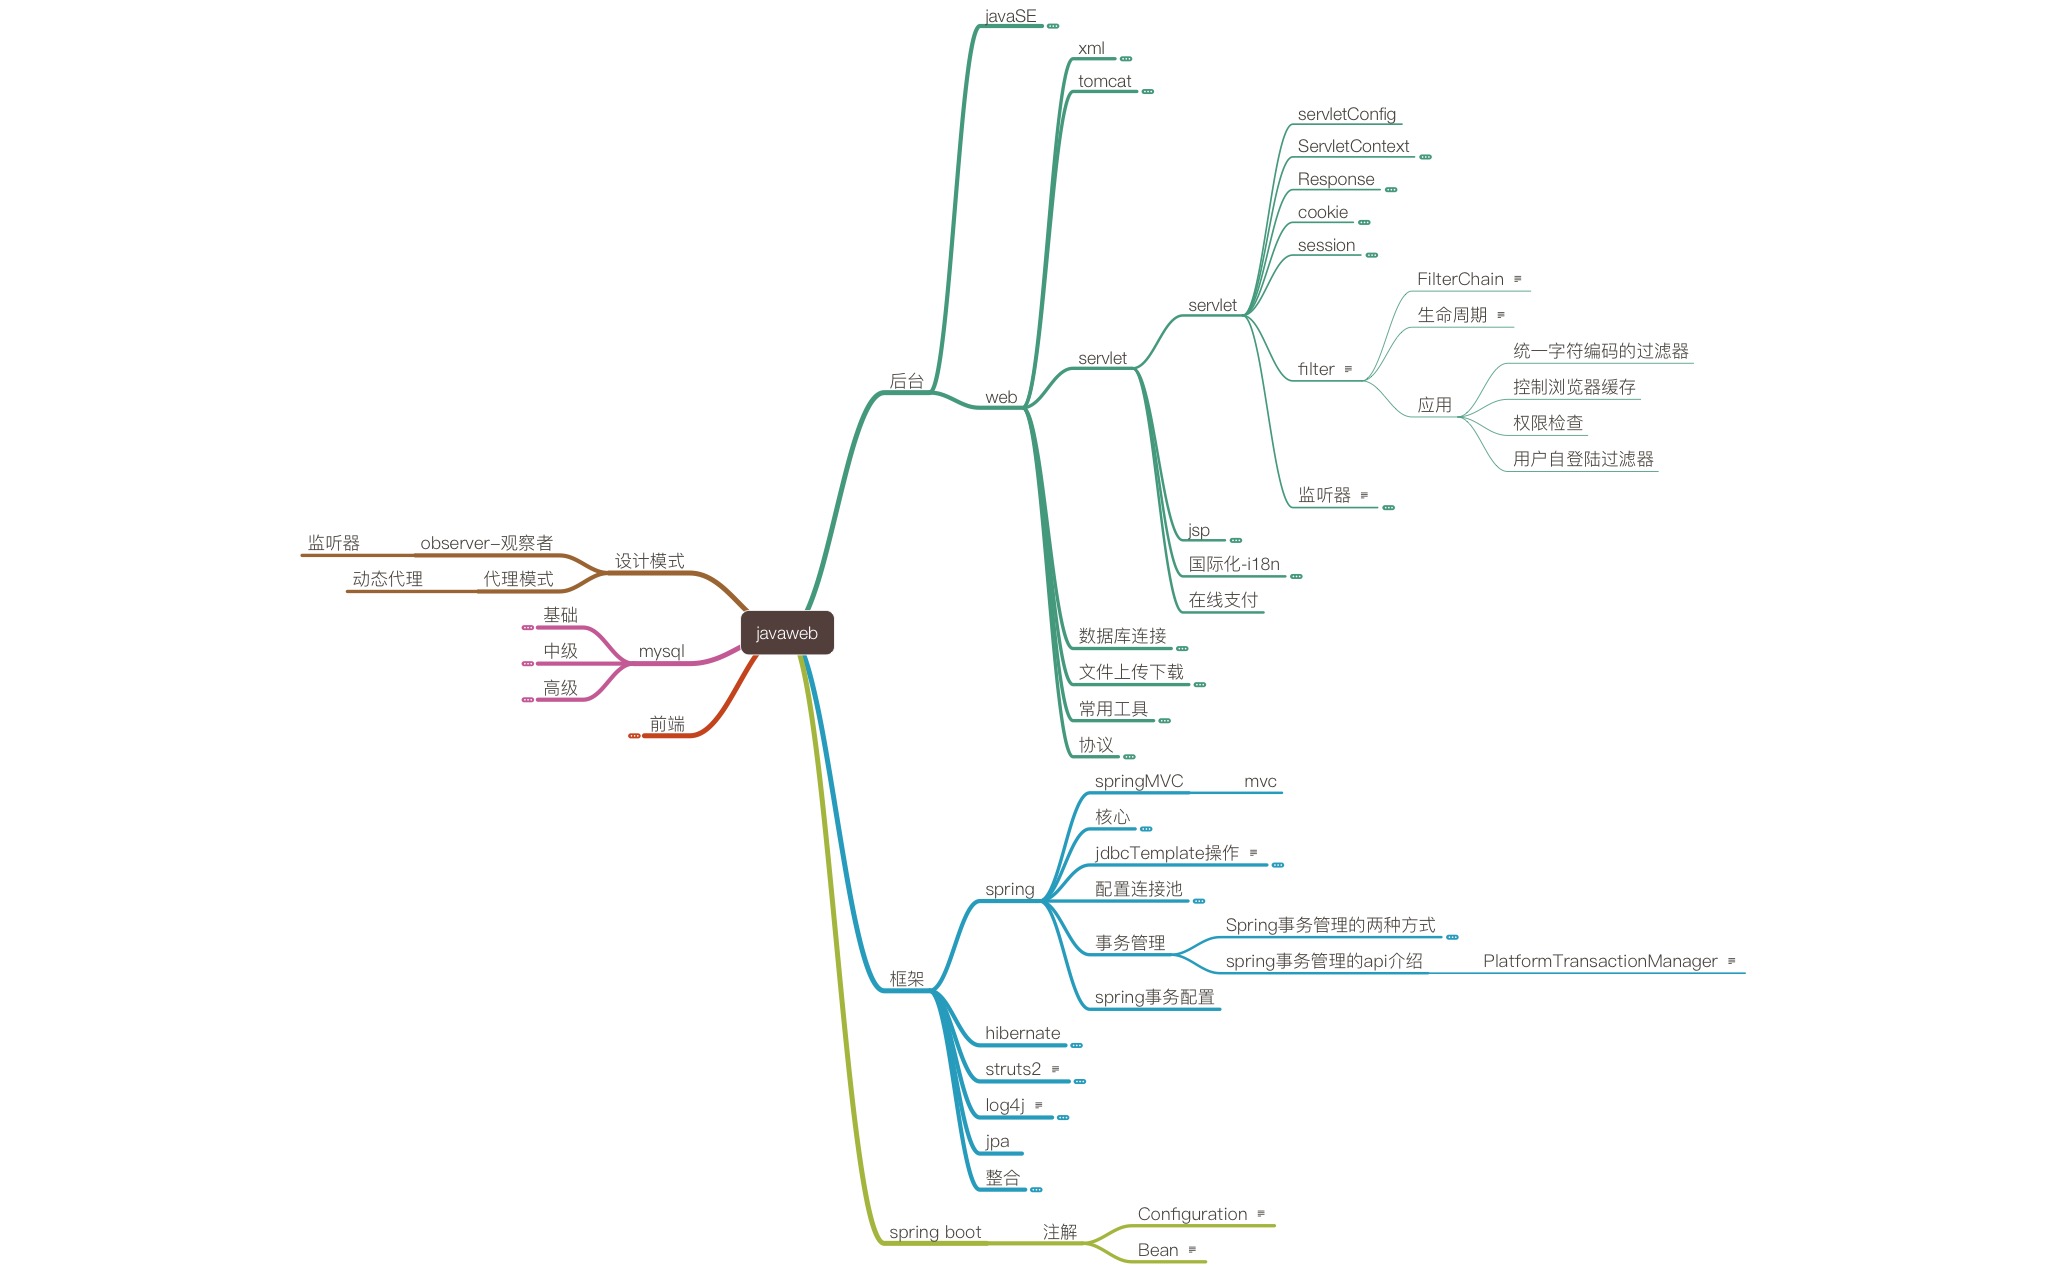 javaSE
xml
tomcat
servletConfig
ServletContext
Response
cookie
session
FilterChain
生命周期
servlet
统一字符编码的过滤器
servlet
filter
控制浏览器缓存
后台
web
应用
权限检查
用户自登陆过滤器
监听器
jsp
监听器
observer-观察者
设计模式
国际化-i18n
动态代理
代理模式
在线支付
基础
javaweb
数据库连接
中级
mysql
文件上传下载
高级
常用工具
前端
协议
springMVC
mvc
核心
jdbcTemplate操作
spring
配置连接池
Spring事务管理的两种方式
事务管理
spring事务管理的api介绍
PlatformTransactionManager
框架
spring事务配置
hibernate
struts2
log4j
jpa
整合
Configuration
spring boot
注解
Bean